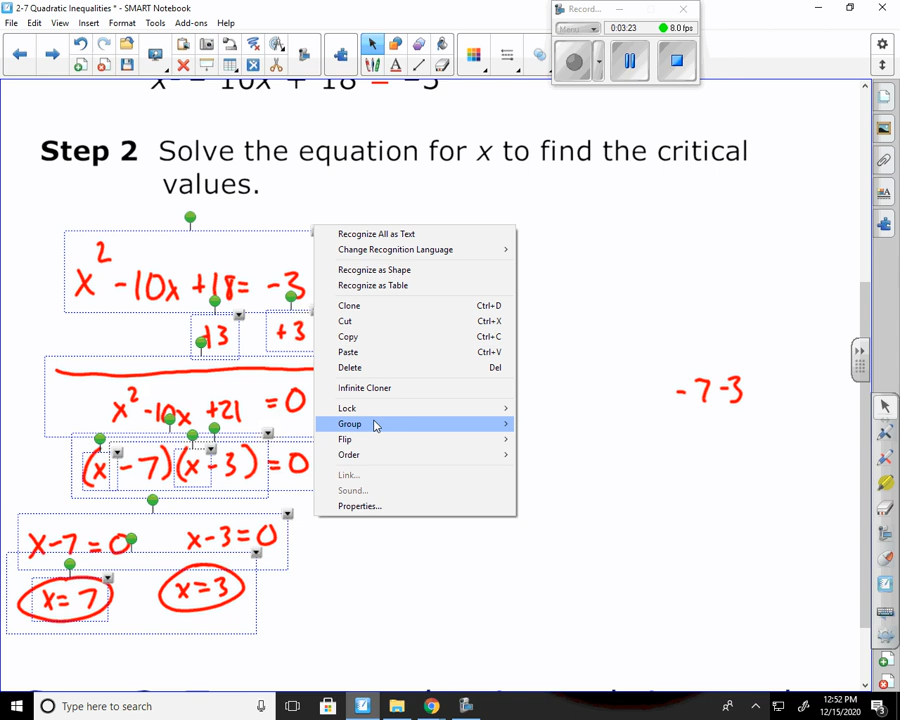 2-7 Quadratic Inequalities * - SMART Notebook
File Edit View Insert Format Tools Add-ons Help
Record...
Menu
0:03:23
8.0 fps
x² - 10x + 18 = -3
Step 2 Solve the equation for x to find the critical
values.
x² -10x +18 = -3
+3 +3
x² -10x +21 = 0
(x -7)(x -3) = 0
x-7 = 0 x-3=0
x= 7 x=3
-7 -3
Recognize All as Text
Change Recognition Language
Recognize as Shape
Recognize as Table
Clone Ctrl+D
Cut Ctrl+X
Copy Ctrl+C
Paste Ctrl+V
Delete Del
Infinite Cloner
Lock
Group
Flip
Order
Link...
Sound...
Properties...
Type here to search
12:52 PM
12/15/2020
3